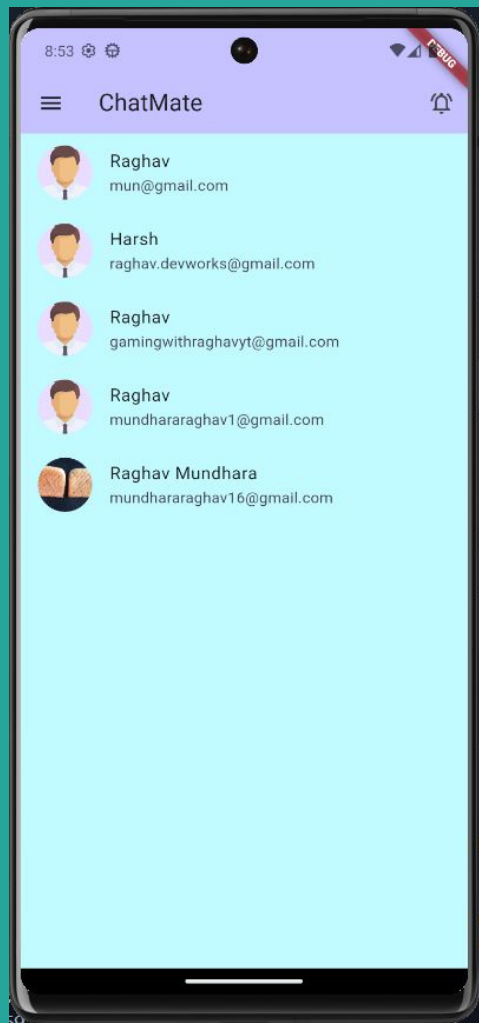 8:53
DEBUG
ChatMate
Raghav
mun@gmail.com
Harsh
raghav.devworks@gmail.com
Raghav
gamingwithraghavyt@gmail.com
Raghav
mundhararaghav1@gmail.com
Raghav Mundhara
mundhararaghav16@gmail.com